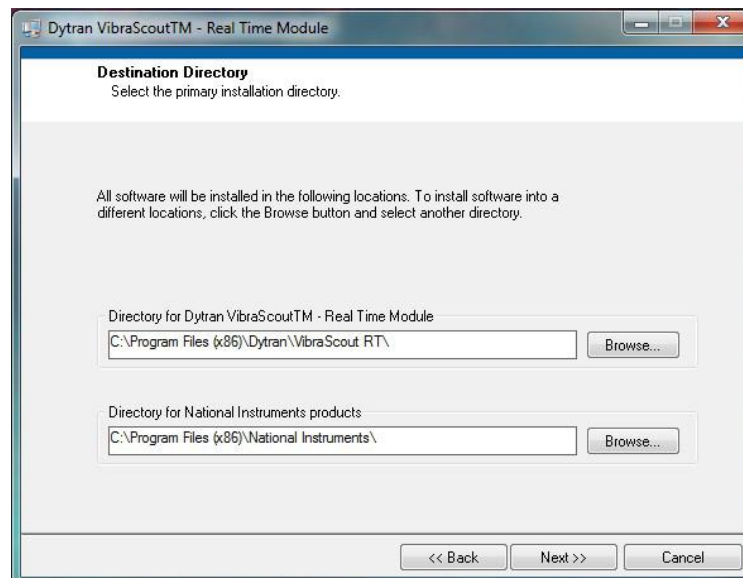 Dytran VibraScoutTM - Real Time Module
Destination Directory
Select the primary installation directory.
All software will be installed in the following locations. To install software into a
different locations, click the Browse button and select another directory.
Directory for Dytran VibraScoutTM - Real Time Module
C:\Program Files (x86)\Dytran\VibraScout RT\
Browse...
Directory for National Instruments products
C:\Program Files (x86)\National Instruments\
Browse...
<< Back
Next >>
Cancel